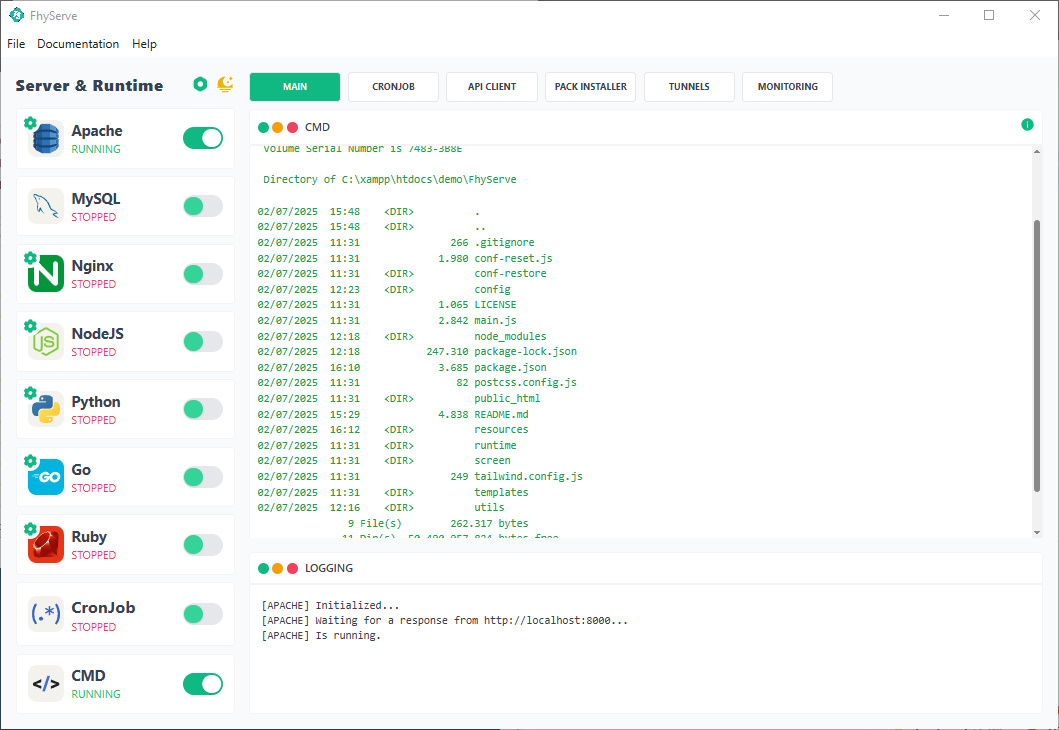 FhyServe
File Documentation Help
Server & Runtime
MAIN CRONJOB API CLIENT PACK INSTALLER TUNNELS MONITORING
Apache
RUNNING
MySQL
STOPPED
Nginx
STOPPED
NodeJS
STOPPED
Python
STOPPED
GO
Go
STOPPED
Ruby
STOPPED
(.*)
CronJob
STOPPED
</>
CMD
RUNNING
CMD
Volume Serial Number is 7483-3B8E
Directory of C:\xampp\htdocs\demo\FhyServe
02/07/2025 15:48 <DIR> .
02/07/2025 15:48 <DIR> ..
02/07/2025 11:31 266 .gitignore
02/07/2025 11:31 1.980 conf-reset.js
02/07/2025 11:31 <DIR> conf-restore
02/07/2025 12:23 <DIR> config
02/07/2025 11:31 1.065 LICENSE
02/07/2025 11:31 2.842 main.js
02/07/2025 12:18 <DIR> node_modules
02/07/2025 12:18 247.310 package-lock.json
02/07/2025 16:10 3.685 package.json
02/07/2025 11:31 82 postcss.config.js
02/07/2025 11:31 <DIR> public_html
02/07/2025 15:29 4.838 README.md
02/07/2025 16:12 <DIR> resources
02/07/2025 11:31 <DIR> runtime
02/07/2025 11:31 <DIR> screen
02/07/2025 11:31 249 tailwind.config.js
02/07/2025 11:31 <DIR> templates
02/07/2025 12:16 <DIR> utils
9 File(s) 262.317 bytes
11 Dir(s) bytes free
LOGGING
[APACHE] Initialized...
[APACHE] Waiting for a response from http://localhost:8000...
[APACHE] Is running.